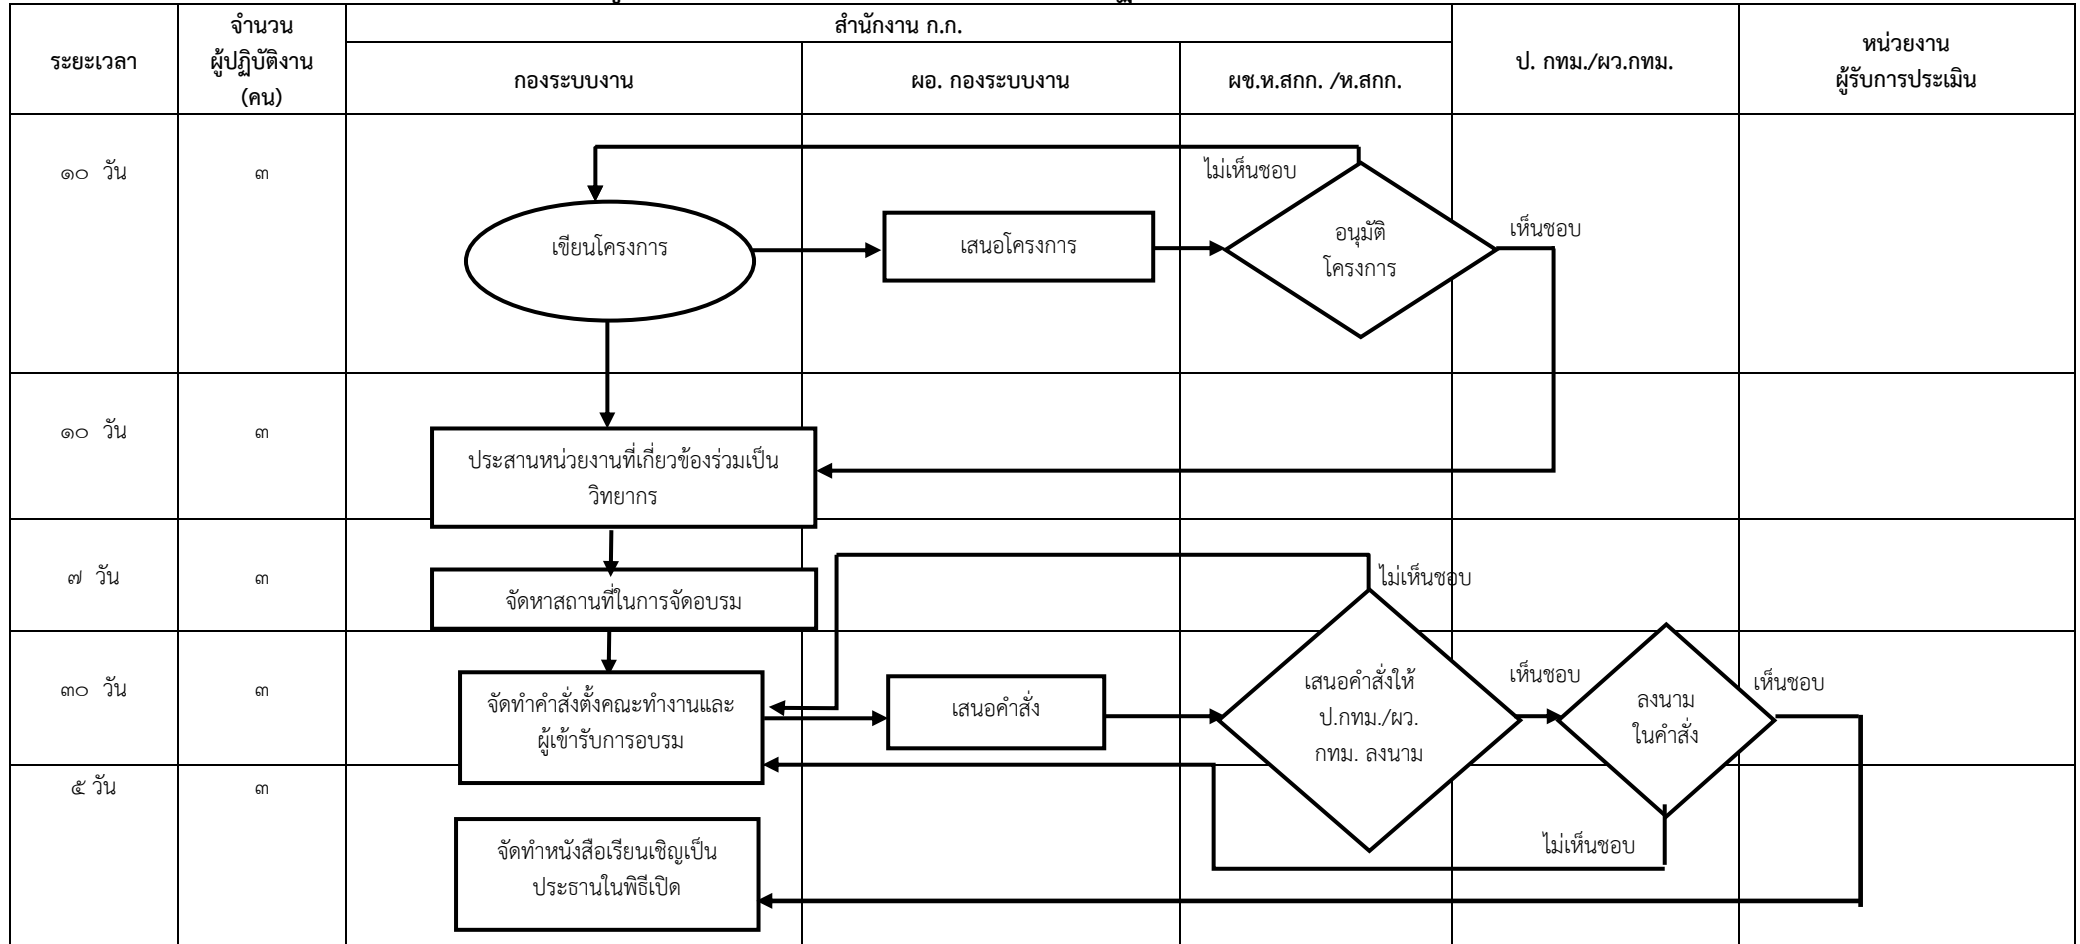 จำนวน
สำนักงาน ก.ก.
ระยะเวลา
ผู้ปฏิบัติงาน
(คน)
กองระบบงาน
ผอ. กองระบบงาน
ผช.ห.สกก. /ห.สกก.
ป. กทม./ผว.กทม.
หน่วยงาน
ผู้รับการประเมิน
๑๐ วัน
๓
ไม่เห็นชอบ
เขียนโครงการ
เสนอโครงการ
อนุมัติ
โครงการ
เห็นชอบ
๑๐ วัน
๓
ประสานหน่วยงานที่เกี่ยวข้องร่วมเป็น
วิทยากร
๗ วัน
๓
จัดหาสถานที่ในการจัดอบรม
ไม่เห็นชอบ
๓๐ วัน
๓
จัดทำคำสั่งตั้งคณะทำงานและ
ผู้เข้ารับการอบรม
เสนอคำสั่ง
เสนอคำสั่งให้
ป.กทม./ผว.
กทม. ลงนาม
เห็นชอบ
ลงนาม
ในคำสั่ง
เห็นชอบ
๕ วัน
๓
จัดทำหนังสือเรียนเชิญเป็น
ประธานในพิธีเปิด
ไม่เห็นชอบ